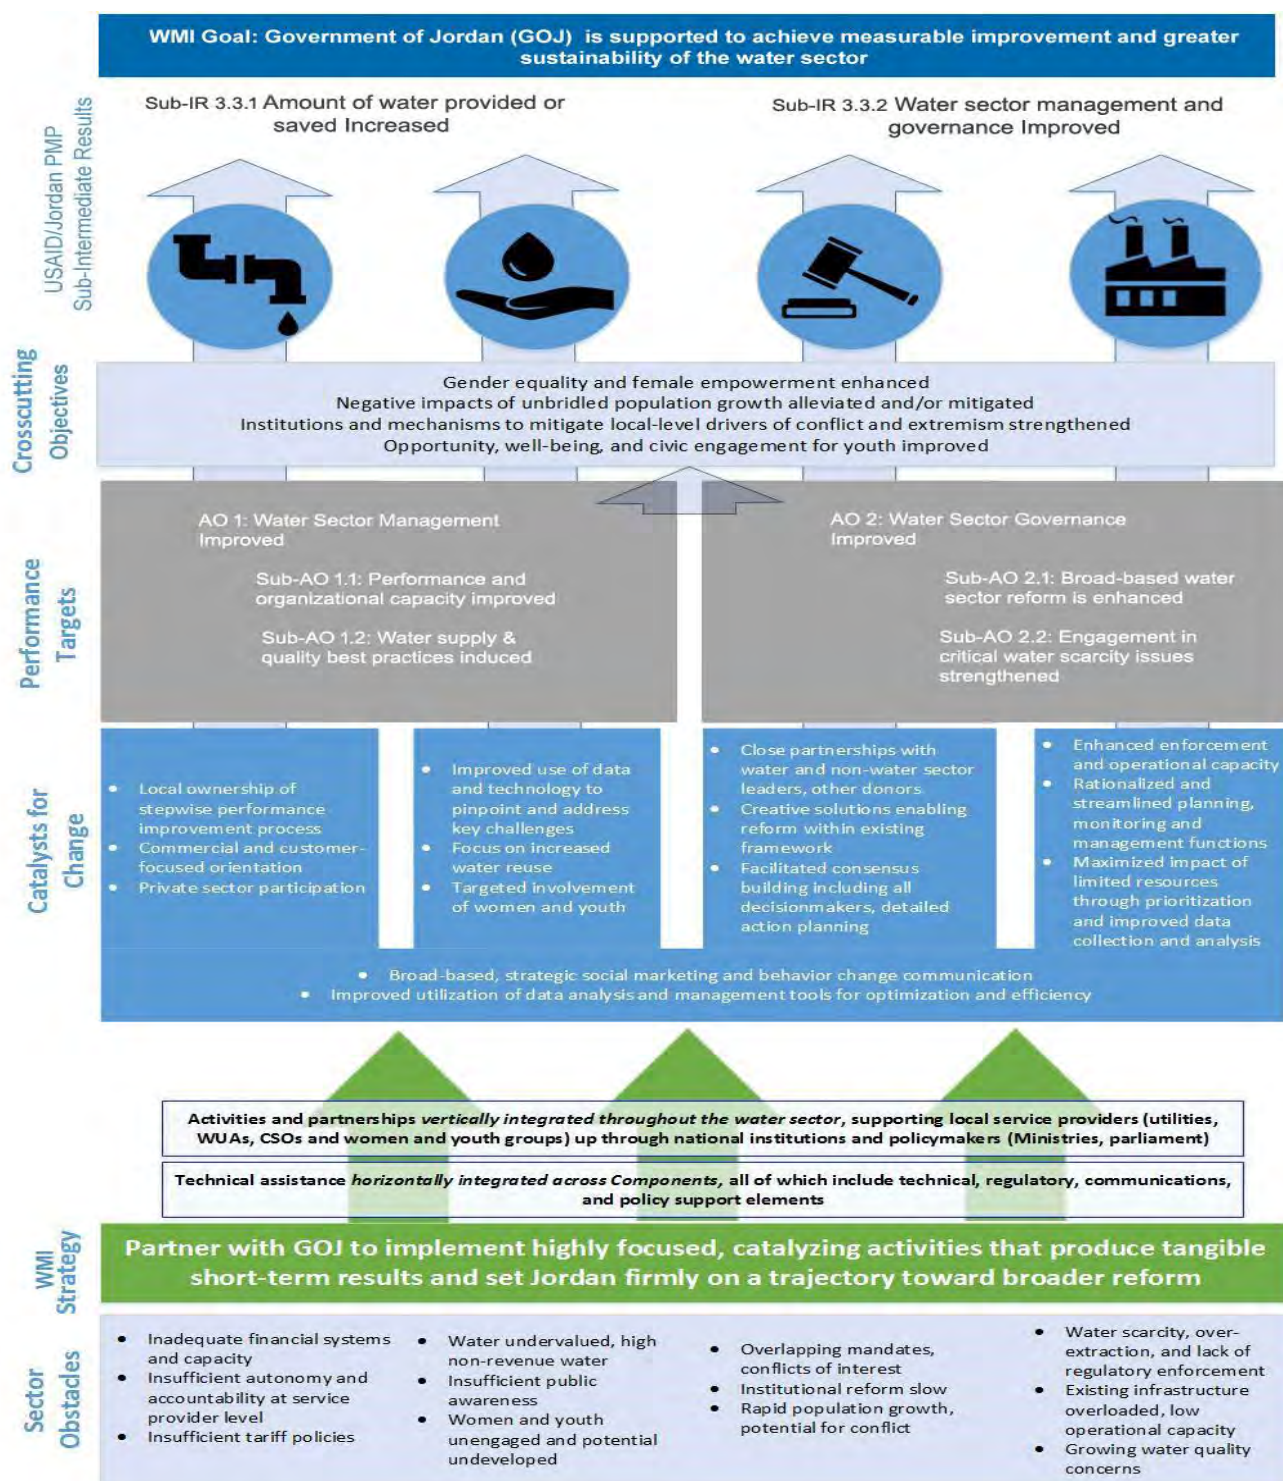 WMI Goal: Government of Jordan (GOJ) is supported to achieve measurable improvement and greater
sustainability of the water sector
USAID/Jordan PMP
Sub-Intermediate Results
Sub-IR 3.3.1 Amount of water provided or
saved Increased
Sub-IR 3.3.2 Water sector management and
governance Improved
Crosscutting
Objectives
Gender equality and female empowerment enhanced
Negative impacts of unbridled population growth alleviated and/or mitigated
Institutions and mechanisms to mitigate local-level drivers of conflict and extremism strengthened
Opportunity, well-being, and civic engagement for youth improved
Performance
Targets
AO 1: Water Sector Management
Improved
Sub-AO 1.1: Performance and
organizational capacity improved
Sub-AO 1.2: Water supply &
quality best practices induced
AO 2: Water Sector Governance
Improved
Sub-AO 2.1: Broad-based water
sector reform is enhanced
Sub-AO 2.2: Engagement in
critical water scarcity issues
strengthened
Catalysts for
Change
• Local ownership of
stepwise performance
improvement process
• Commercial and customer-
focused orientation
• Private sector participation
• Improved use of data
and technology to
pinpoint and address
key challenges
• Focus on increased
water reuse
• Targeted involvement
of women and youth
• Close partnerships with
water and non-water sector
leaders, other donors
• Creative solutions enabling
reform within existing
framework
• Facilitated consensus
building including all
decisionmakers, detailed
action planning
• Enhanced enforcement
and operational capacity
• Rationalized and
streamlined planning,
monitoring and
management functions
• Maximized impact of
limited resources
through prioritization
and improved data
collection and analysis
• Broad-based, strategic social marketing and behavior change communication
• Improved utilization of data analysis and management tools for optimization and efficiency
Activities and partnerships vertically integrated throughout the water sector, supporting local service providers (utilities,
WUAs, CSOs and women and youth groups) up through national institutions and policymakers (Ministries, parliament)
Technical assistance horizontally integrated across Components, all of which include technical, regulatory, communications,
and policy support elements
WMI
Strategy
Partner with GOJ to implement highly focused, catalyzing activities that produce tangible
short-term results and set Jordan firmly on a trajectory toward broader reform
Sector
Obstacles
• Inadequate financial systems
and capacity
• Insufficient autonomy and
accountability at service
provider level
• Insufficient tariff policies
• Water undervalued, high
non-revenue water
• Insufficient public
awareness
• Women and youth
unengaged and potential
undeveloped
• Overlapping mandates,
conflicts of interest
• Institutional reform slow
• Rapid population growth,
potential for conflict
• Water scarcity, over-
extraction, and lack of
regulatory enforcement
• Existing infrastructure
overloaded, low
operational capacity
• Growing water quality
concerns